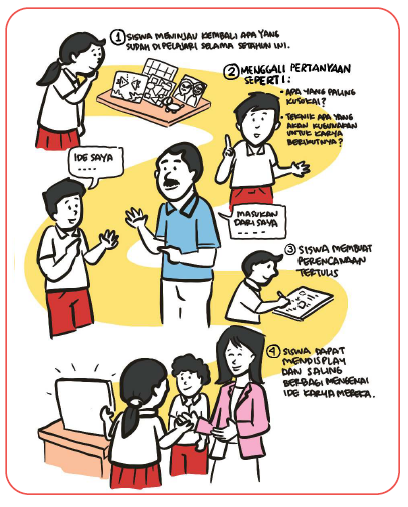 1 SISWA MENINJAU KEMBALI APA YANG
SUDAH DIPELAJARI SELAMA SETAHUN INI.
2 MENGGALI PERTANYAAN
SEPERTI:
• APA YANG PALING
KUSUKAI?
• TEKNIK APA YANG
AKAN KUGUNAKAN
UNTUK KARYA
BERIKUTNYA?
IDE SAYA
MASUKAN
DARI SAYA
3 SISWA MEMBUAT
PERENCANAAN
TERTULIS
4 SISWA DAPAT
MENDISPLAY
DAN SALING
BERBAGI MENGENAI
IDE KARYA MEREKA.